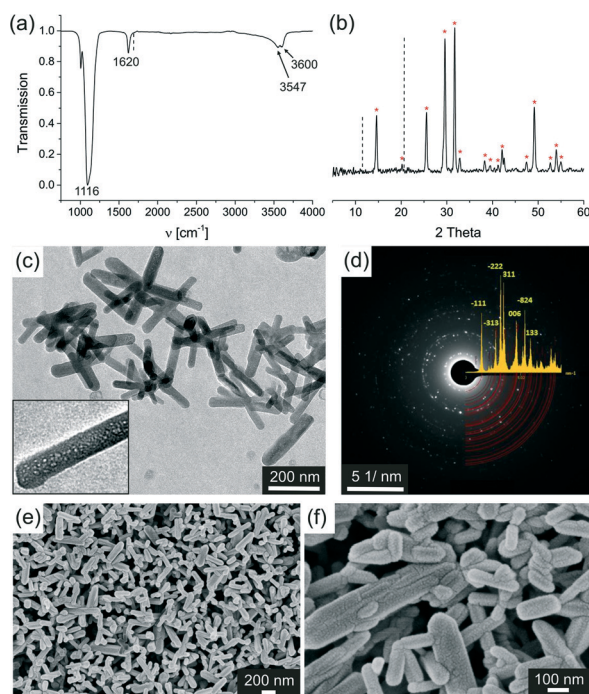 (a)
Transmission
1.0
0.8
0.6
0.4
0.2
0.0
1116
1620
3547
3600
1000 1500 2000 2500 3000 3500 4000
ν [cm⁻¹]
(b)
10 20 30 40 50 60
2 Theta
(c)
200 nm
(d)
-222
311
-111
-313
006
-824
133
nm-1
5 1/ nm
(e)
200 nm
(f)
100 nm